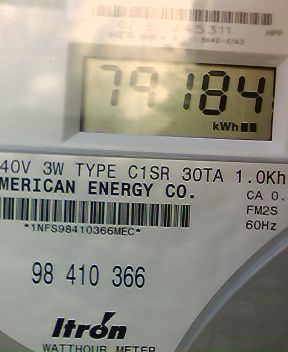 79184
kWh
40V 3W TYPE C1SR 30TA 1.0Kh
MERICAN ENERGY CO.
CA 0.
FM2S
*1NFS98410366MEC*
60Hz
98 410 366
Itrón
WATTHOUR METER